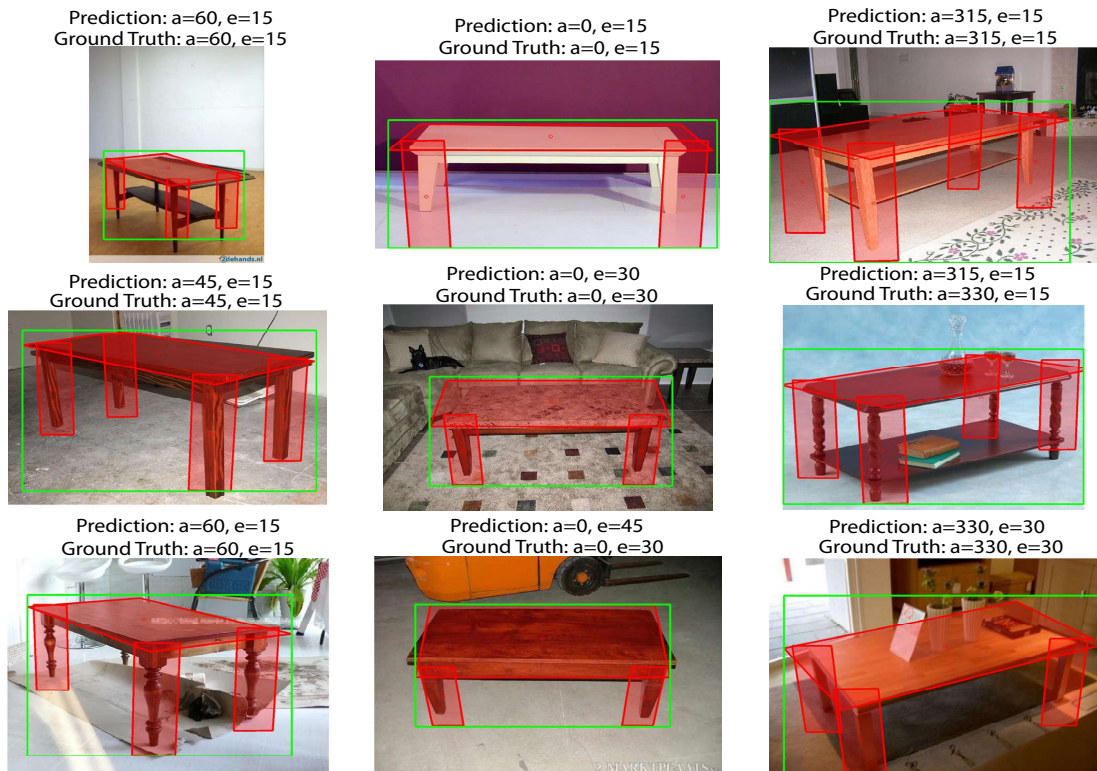 Prediction: a=60, e=15
Ground Truth: a=60, e=15
Prediction: a=0, e=15
Ground Truth: a=0, e=15
Prediction: a=315, e=15
Ground Truth: a=315, e=15
2dehands.nl
Prediction: a=45, e=15
Ground Truth: a=45, e=15
Prediction: a=0, e=30
Ground Truth: a=0, e=30
Prediction: a=315, e=15
Ground Truth: a=330, e=15
Prediction: a=60, e=15
Ground Truth: a=60, e=15
Prediction: a=0, e=45
Ground Truth: a=0, e=30
Prediction: a=330, e=30
Ground Truth: a=330, e=30